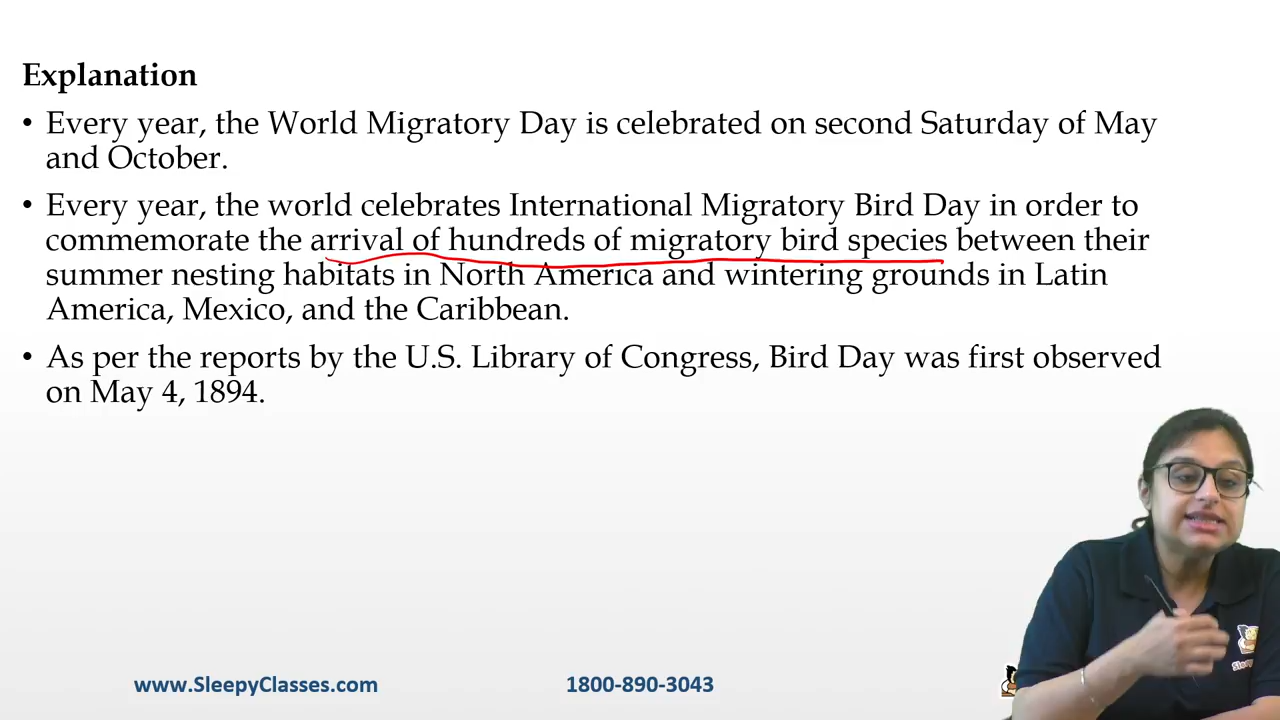 Explanation
• Every year, the World Migratory Day is celebrated on second Saturday of May
and October.
• Every year, the world celebrates International Migratory Bird Day in order to
commemorate the arrival of hundreds of migratory bird species between their
summer nesting habitats in North America and wintering grounds in Latin
America, Mexico, and the Caribbean.
• As per the reports by the U.S. Library of Congress, Bird Day was first observed
on May 4, 1894.
www.SleepyClasses.com
1800-890-3043